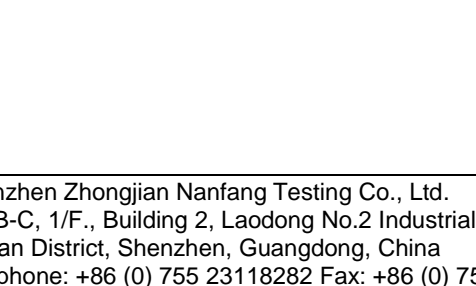 nzhen Zhongjian Nanfang Testing Co., Ltd.
B-C, 1/F., Building 2, Laodong No.2 Industrial
an District, Shenzhen, Guangdong, China
phone: +86 (0) 755 23118282 Fax: +86 (0) 75